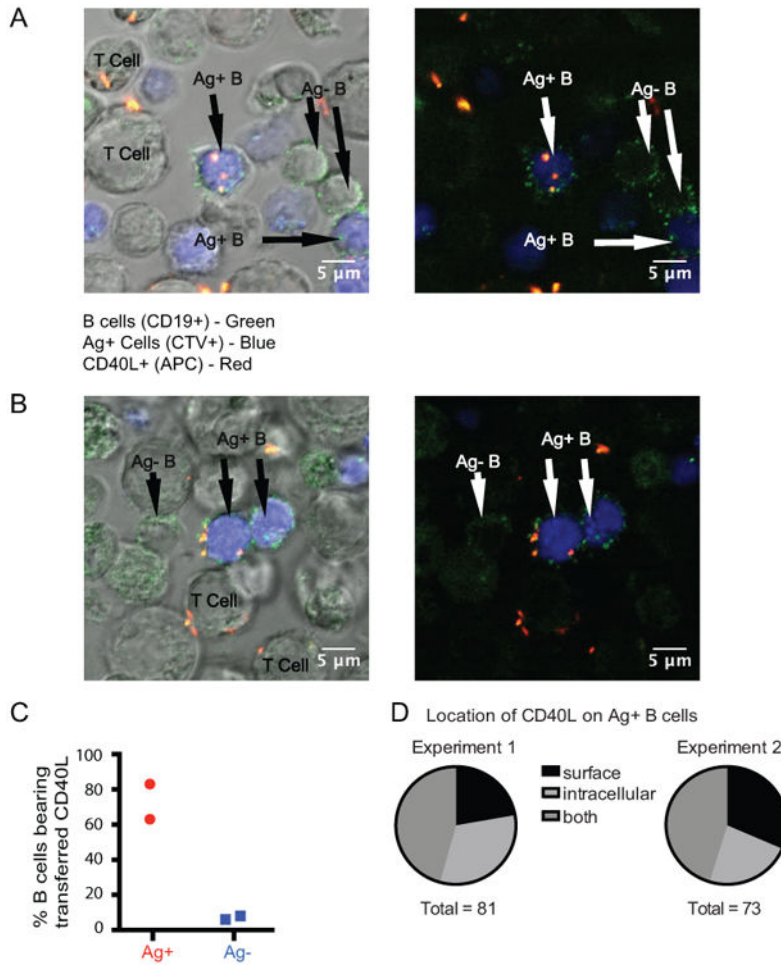 A
T Cell
Ag+ B
Ag- B
T Cell
Ag+ B
5 µm
Ag+ B
Ag- B
Ag+ B
5 µm
B cells (CD19+) - Green
Ag+ Cells (CTV+) - Blue
CD40L+ (APC) - Red
B
Ag+ B
Ag- B
T Cell
T Cell
5 µm
Ag+ B
Ag- B
5 µm
C
% B cells bearing
transferred CD40L
100
80
60
40
20
0
Ag+
Ag-
D
Location of CD40L on Ag+ B cells
Experiment 1
surface
intracellular
both
Total = 81
Experiment 2
Total = 73